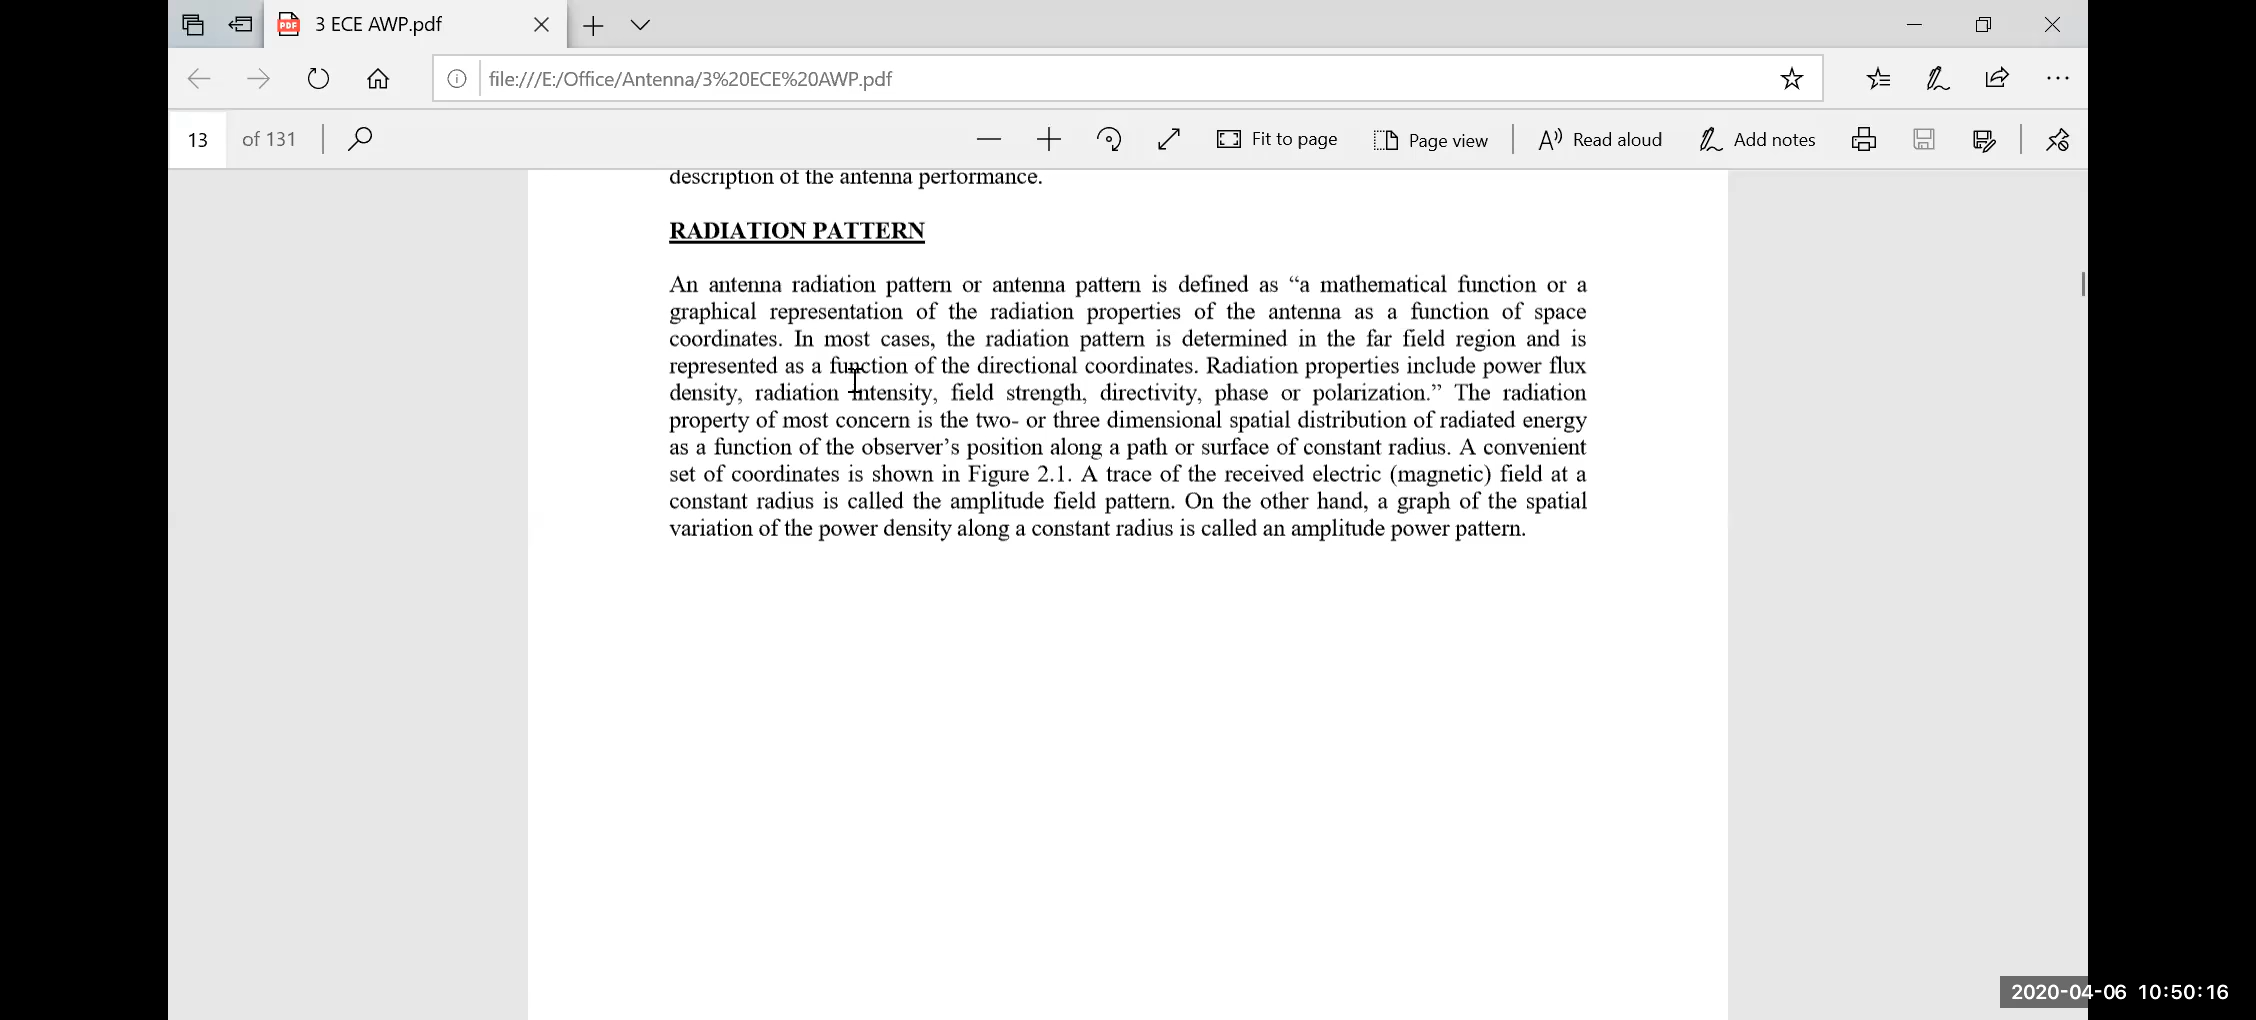 3 ECE AWP.pdf
file:///E:/Office/Antenna/3%20ECE%20AWP.pdf
13 of 131 Fit to page Page view Read aloud Add notes
description of the antenna performance.
RADIATION PATTERN
An antenna radiation pattern or antenna pattern is defined as “a mathematical function or a
graphical representation of the radiation properties of the antenna as a function of space
coordinates. In most cases, the radiation pattern is determined in the far field region and is
represented as a function of the directional coordinates. Radiation properties include power flux
density, radiation intensity, field strength, directivity, phase or polarization.” The radiation
property of most concern is the two- or three dimensional spatial distribution of radiated energy
as a function of the observer’s position along a path or surface of constant radius. A convenient
set of coordinates is shown in Figure 2.1. A trace of the received electric (magnetic) field at a
constant radius is called the amplitude field pattern. On the other hand, a graph of the spatial
variation of the power density along a constant radius is called an amplitude power pattern.
2020-04-06 10:50:16